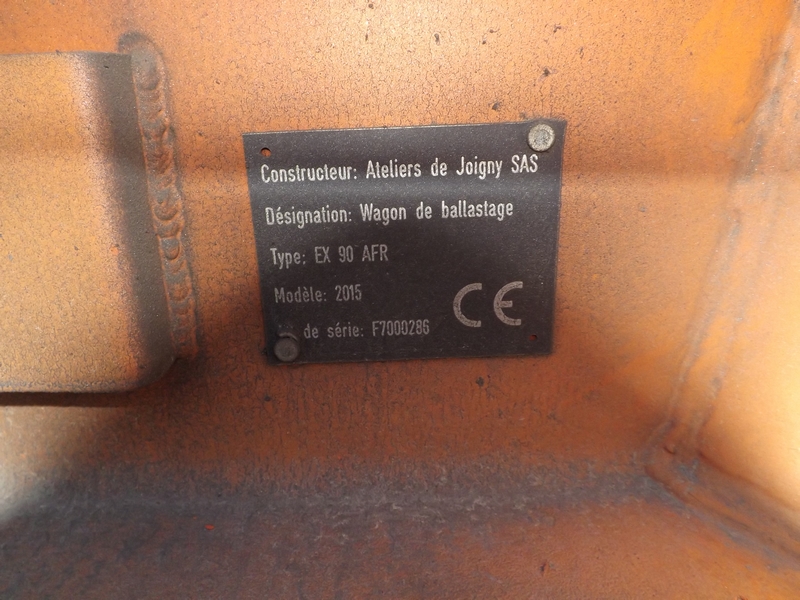 Constructeur: Ateliers de Joigny SAS
Désignation: Wagon de ballastage
Type: EX 90 AFR
Modèle: 2015
de série: F7000286
CE